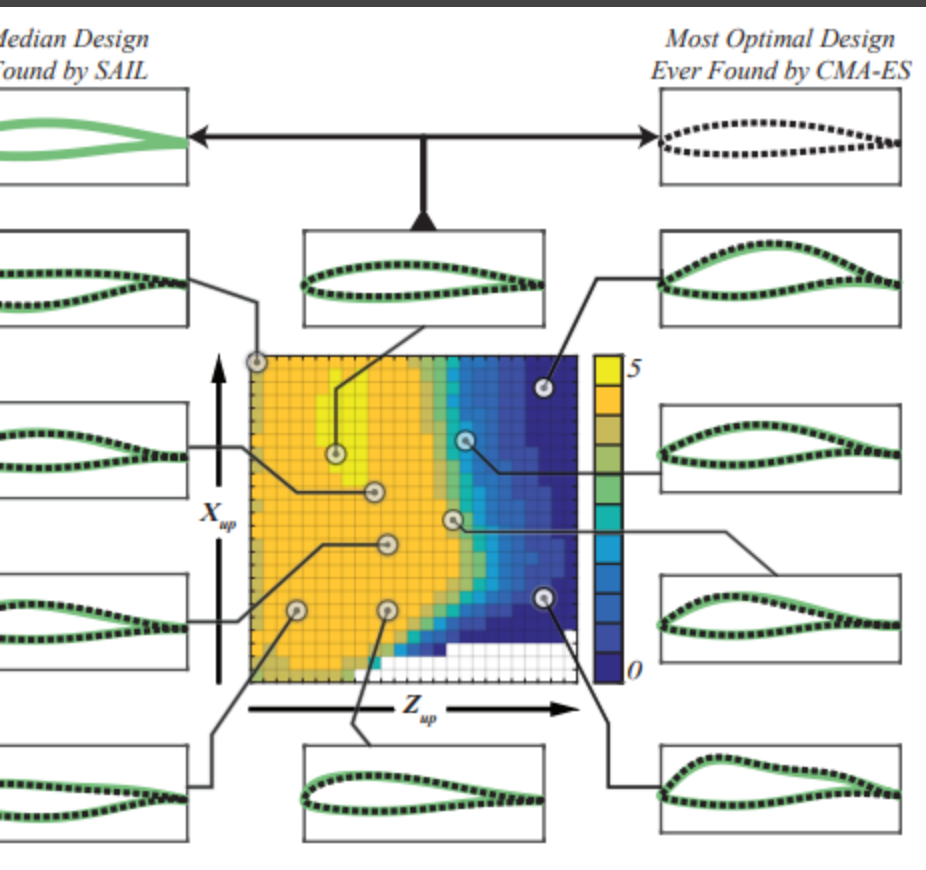 Median Design
Found by SAIL
Most Optimal Design
Ever Found by CMA-ES
5
X up
0
Z up